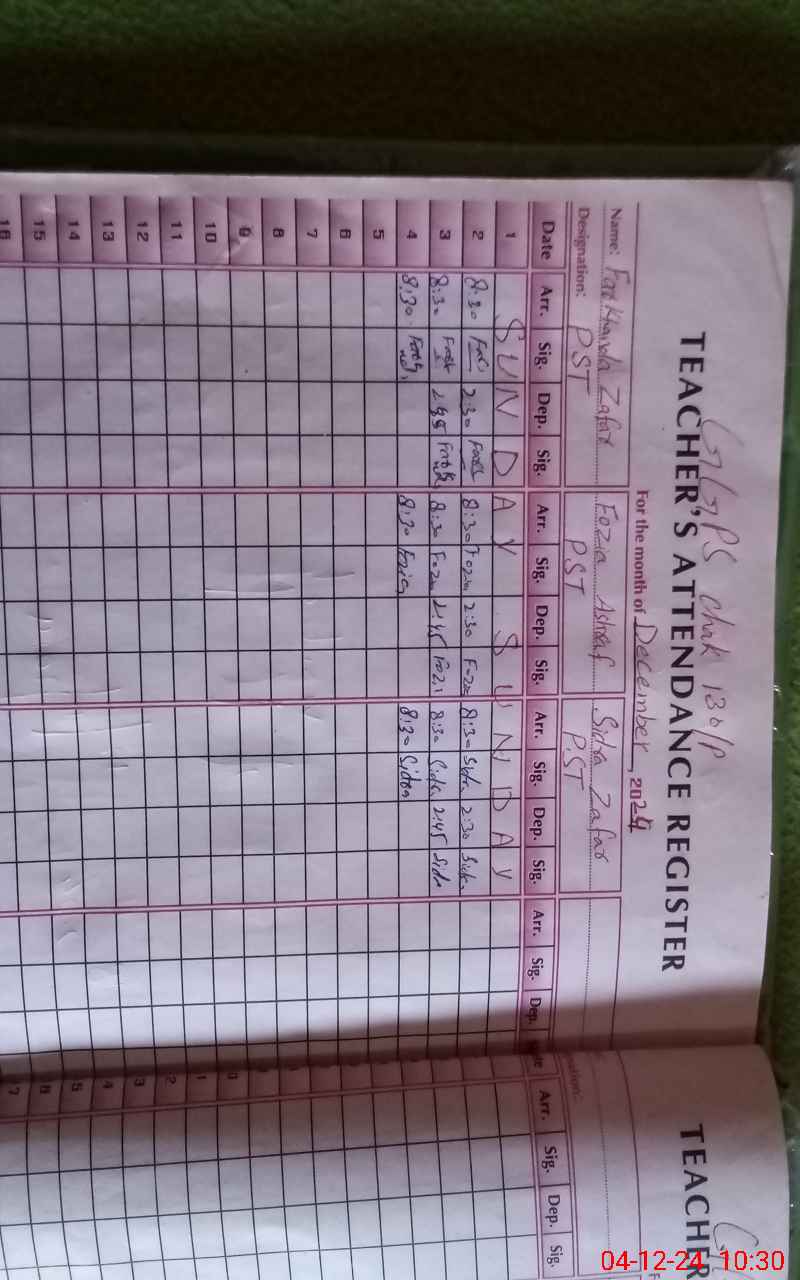 GGPS Chak 130/P
TEACHER'S ATTENDANCE REGISTER
For the month of December, 2024
Name: Farkhanda Zafar Fozia Ashraf Sidra Zafar
Designation: PST PST PST
Date Arr. Sig. Dep. Sig. Arr. Sig. Dep. Sig. Arr. Sig. Dep. Sig. Arr. Sig. Dep.
1 SUNDAY SUNDAY
2 8:30 2:30 8:30 Fozia 2:30 Fozia 8:30 Sidra 2:30 Sidra
3 8:30 2:45 8:30 Fozia 2:45 Fozi 8:30 Sidra 2:45 Sidra
4 8:30 8:30 Fozia 8:30 Sidra
5
6
7
8
9
10
11
12
13
14
15
16
TEACHER
Arr. Sig. Dep. Sig.
04-12-24 10:30